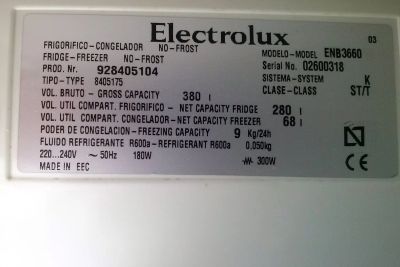 Electrolux 03
FRIGORIFICO-CONGELADOR NO-FROST MODELO-MODEL ENB3660
FRIDGE-FREEZER NO-FROST Serial No. 02600318
PROD. Nr. 928405104 SISTEMA-SYSTEM K
TIPO-TYPE 8405175 CLASE-CLASS ST/T
VOL. BRUTO-GROSS CAPACITY 380 l
VOL. UTIL COMPART. FRIGORIFICO-NET CAPACITY FRIDGE 280 l
VOL. UTIL COMPART. CONGELADOR-NET CAPACITY FREEZER 68 l
PODER DE CONGELACION-FREEZING CAPACITY 9 Kg/24h
FLUIDO REFRIGERANTE R600a-REFRIGERANT R600a 0,050kg
220...240V ~ 50Hz 180W 300W
MADE IN EEC